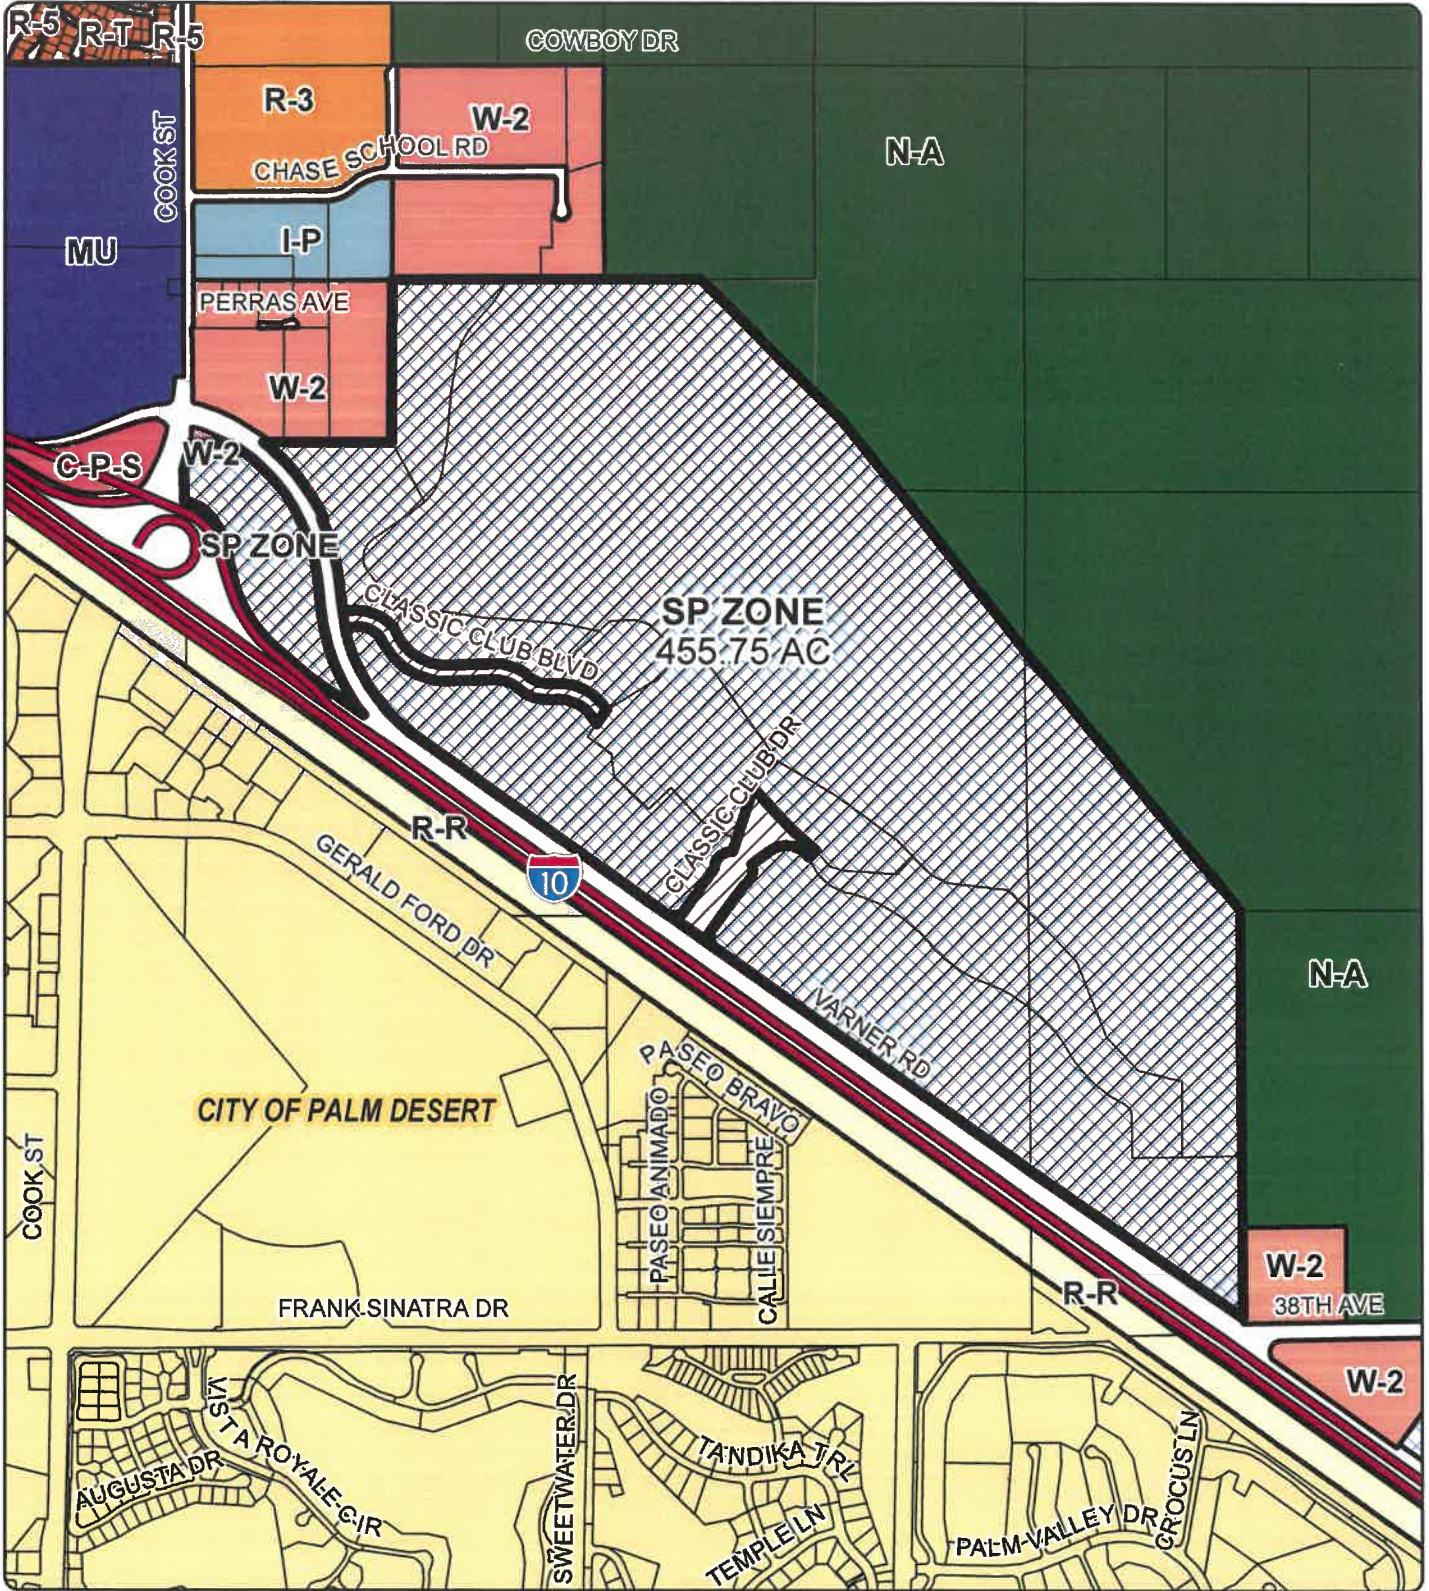 R-5
R-T
R-5
COWBOY DR
R-3
W-2
N-A
COOK ST
CHASE SCHOOL RD
MU
I-P
PERRAS AVE
W-2
C-P-S
W-2
SP ZONE
CLASSIC CLUB BLVD
SP ZONE
455.75 AC
CLASSIC CLUB DR
R-R
10
GERALD FORD DR
N-A
VARNER RD
PASEO BRAVO
CITY OF PALM DESERT
PASEO ANIMADO
CALLE SIEMPRE
COOK ST
W-2
R-R
38TH AVE
FRANK SINATRA DR
W-2
VISTA ROYALE CIR
SWEETWATER DR
TANDIKA TRL
CROCUS LN
AUGUSTA DR
TEMPLE LN
PALM VALLEY DR